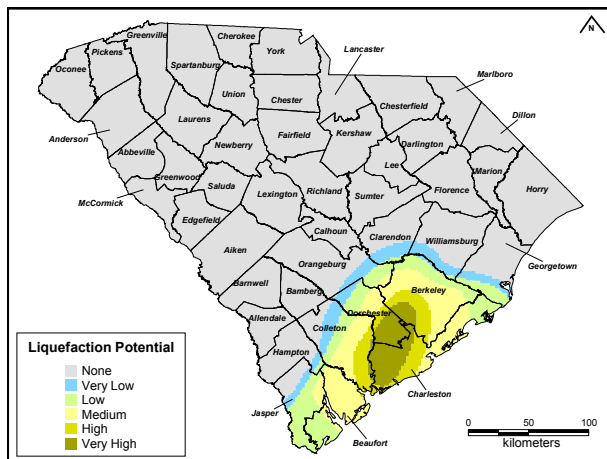 N
Oconee
Pickens
Greenville
Spartanburg
Cherokee
York
Lancaster
Union
Chester
Chesterfield
Marlboro
Dillon
Anderson
Laurens
Newberry
Fairfield
Kershaw
Darlington
Abbeville
Greenwood
Saluda
Lexington
Richland
Lee
Sumter
Florence
Marion
Horry
McCormick
Edgefield
Aiken
Calhoun
Clarendon
Williamsburg
Georgetown
Orangeburg
Barnwell
Bamberg
Berkeley
Dorchester
Allendale
Colleton
Hampton
Charleston
Jasper
Beaufort
Liquefaction Potential
None
Very Low
Low
Medium
High
Very High
0 50 100
kilometers